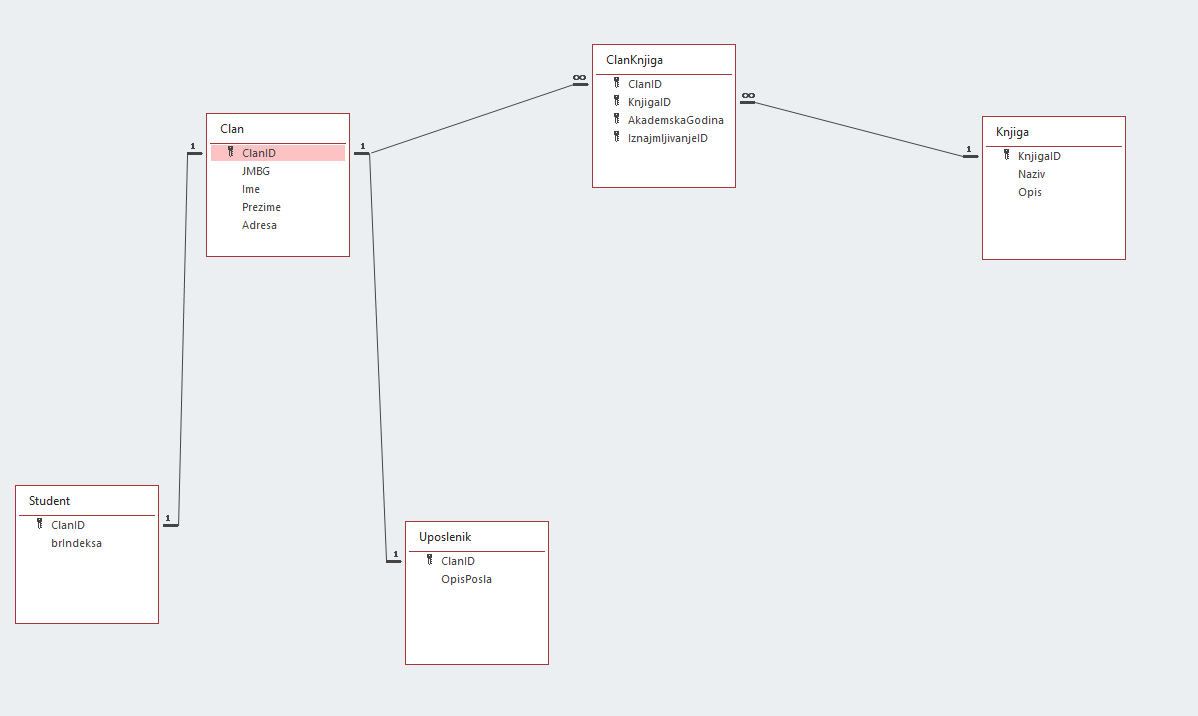 ClanKnjiga
ClanID
KnjigaID
AkademskaGodina
IznajmljivanjeID
∞
∞
Clan
ClanID
JMBG
Ime
Prezime
Adresa
1
1
Knjiga
KnjigaID
Naziv
Opis
1
Student
ClanID
brIndeksa
1
Uposlenik
ClanID
OpisPosla
1